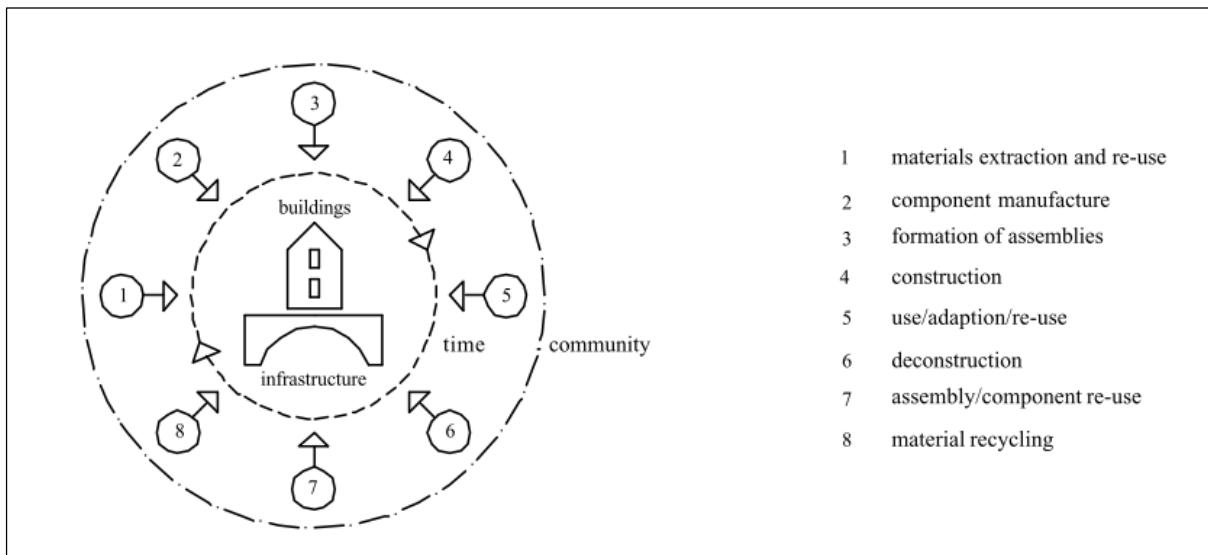 3
2
4
buildings
1
5
time
community
infrastructure
8
6
7
1 materials extraction and re-use
2 component manufacture
3 formation of assemblies
4 construction
5 use/adaption/re-use
6 deconstruction
7 assembly/component re-use
8 material recycling